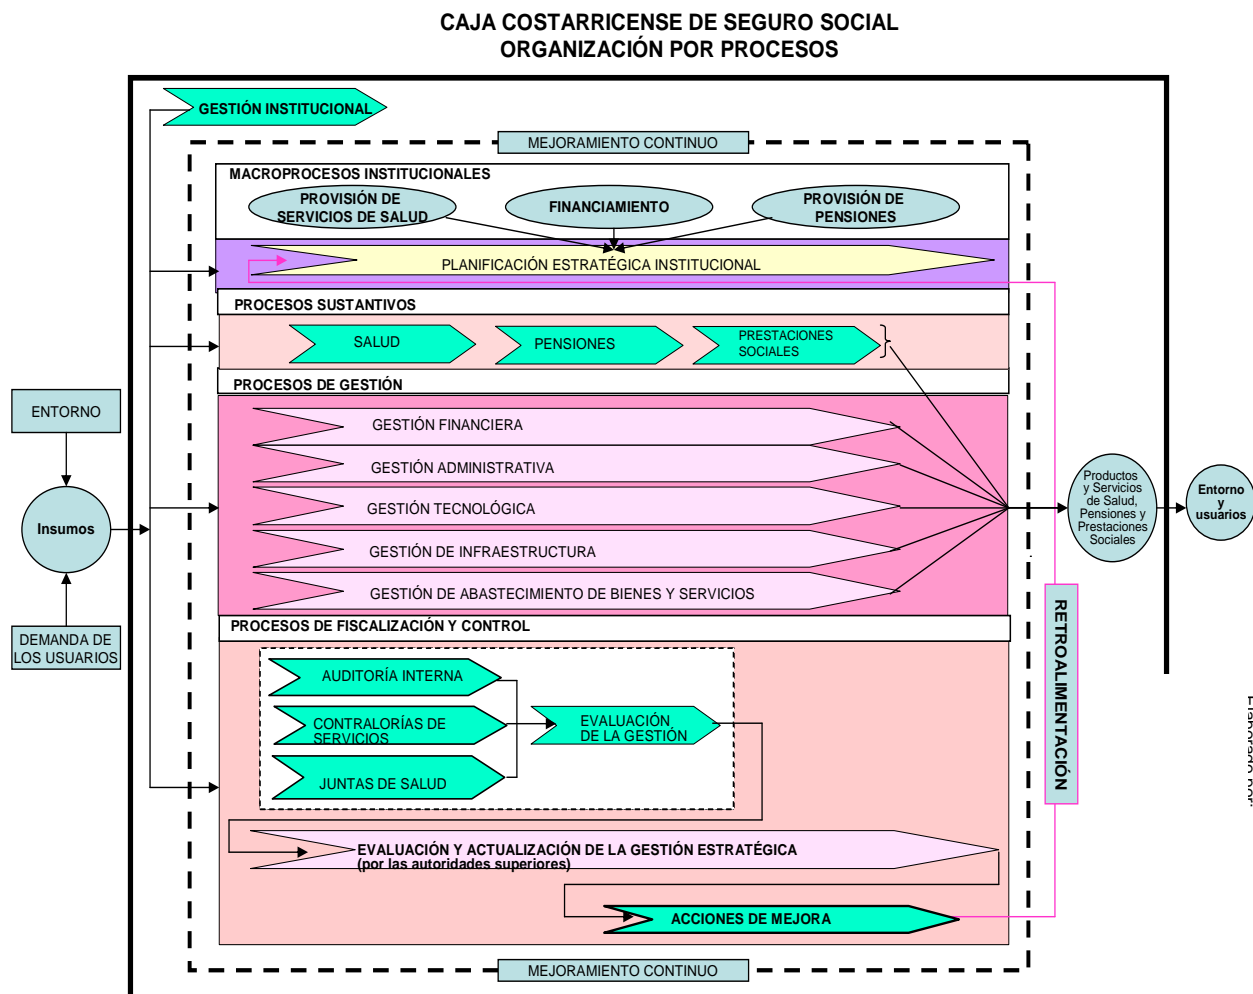 CAJA COSTARRICENSE DE SEGURO SOCIAL
ORGANIZACIÓN POR PROCESOS
GESTIÓN INSTITUCIONAL
MEJORAMIENTO CONTINUO
MACROPROCESOS INSTITUCIONALES
PROVISIÓN DE
SERVICIOS DE SALUD
FINANCIAMIENTO
PROVISIÓN DE
PENSIONES
PLANIFICACIÓN ESTRATÉGICA INSTITUCIONAL
PROCESOS SUSTANTIVOS
SALUD
PENSIONES
PRESTACIONES
SOCIALES
PROCESOS DE GESTIÓN
ENTORNO
GESTIÓN FINANCIERA
GESTIÓN ADMINISTRATIVA
GESTIÓN TECNOLÓGICA
GESTIÓN DE INFRAESTRUCTURA
GESTIÓN DE ABASTECIMIENTO DE BIENES Y SERVICIOS
Insumos
Productos
y Servicios
de Salud,
Pensiones y
Prestaciones
Sociales
Entorno
y
usuarios
DEMANDA DE
LOS USUARIOS
PROCESOS DE FISCALIZACIÓN Y CONTROL
AUDITORÍA INTERNA
CONTRALORÍAS DE
SERVICIOS
JUNTAS DE SALUD
EVALUACIÓN
DE LA GESTIÓN
RETROALIMENTACIÓN
Elaborado por:
EVALUACIÓN Y ACTUALIZACIÓN DE LA GESTIÓN ESTRATÉGICA
(por las autoridades superiores)
ACCIONES DE MEJORA
MEJORAMIENTO CONTINUO